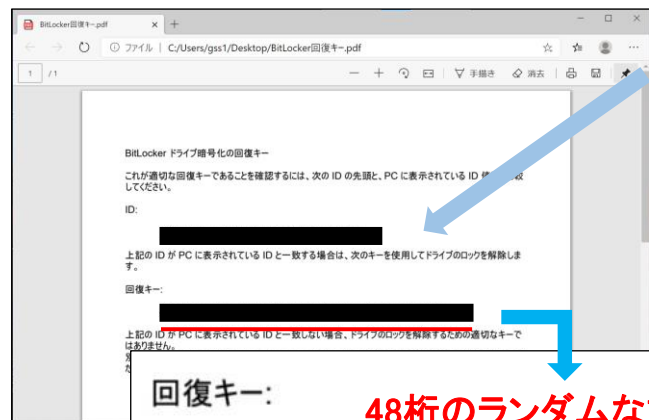 BitLocker回復キー.pdf
ファイル | C:/Users/gss1/Desktop/BitLocker回復キー.pdf
1 /1
手描き
消去
BitLocker ドライブ暗号化の回復キー
これが適切な回復キーであることを確認するには、次の ID の先頭と、PC に表示されている ID
してください。
ID:
上記の ID が PC に表示されている ID と一致する場合は、次のキーを使用してドライブのロックを解除しま
す。
回復キー:
上記の ID が PC に表示されている ID と一致しない場合、ドライブのロックを解除するための適切なキーで
はありません。
回復キー:
48桁のランダムな